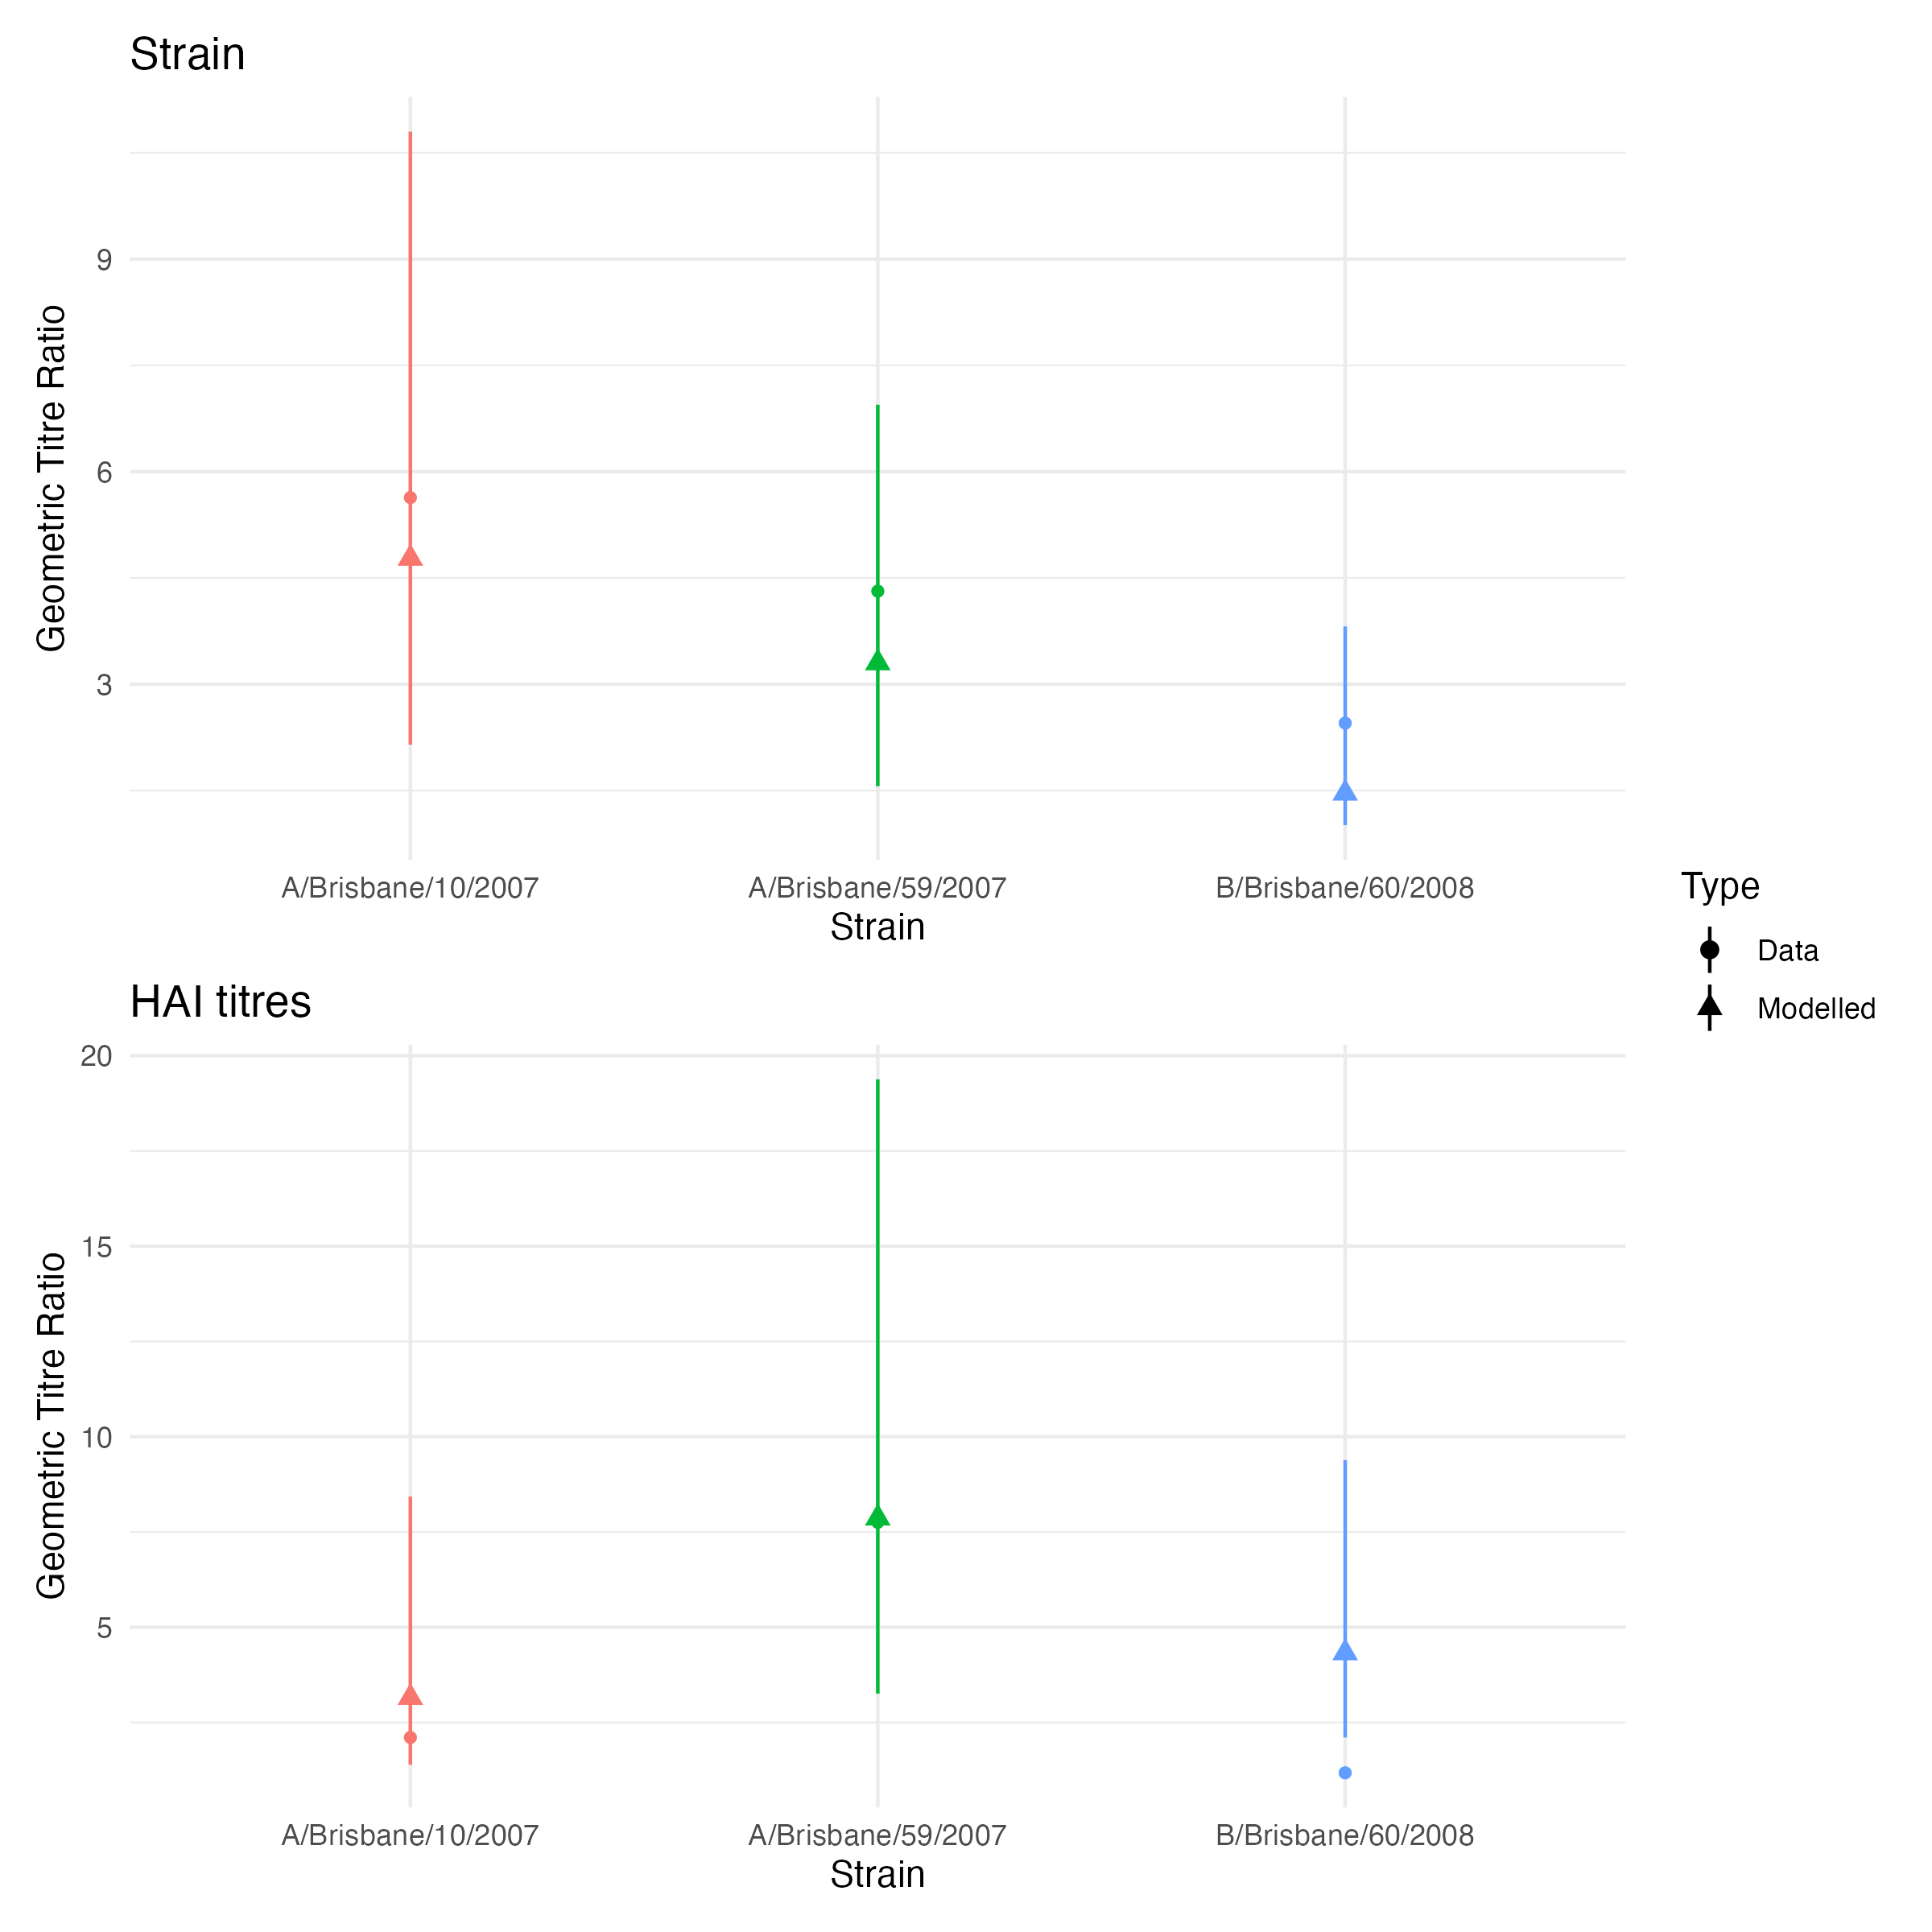 Strain
Geometric Titre Ratio
9
6
3
A/Brisbane/10/2007 A/Brisbane/59/2007 B/Brisbane/60/2008
Strain
Type
Data
Modelled
HAI titres
Geometric Titre Ratio
20
15
10
5
A/Brisbane/10/2007 A/Brisbane/59/2007 B/Brisbane/60/2008
Strain